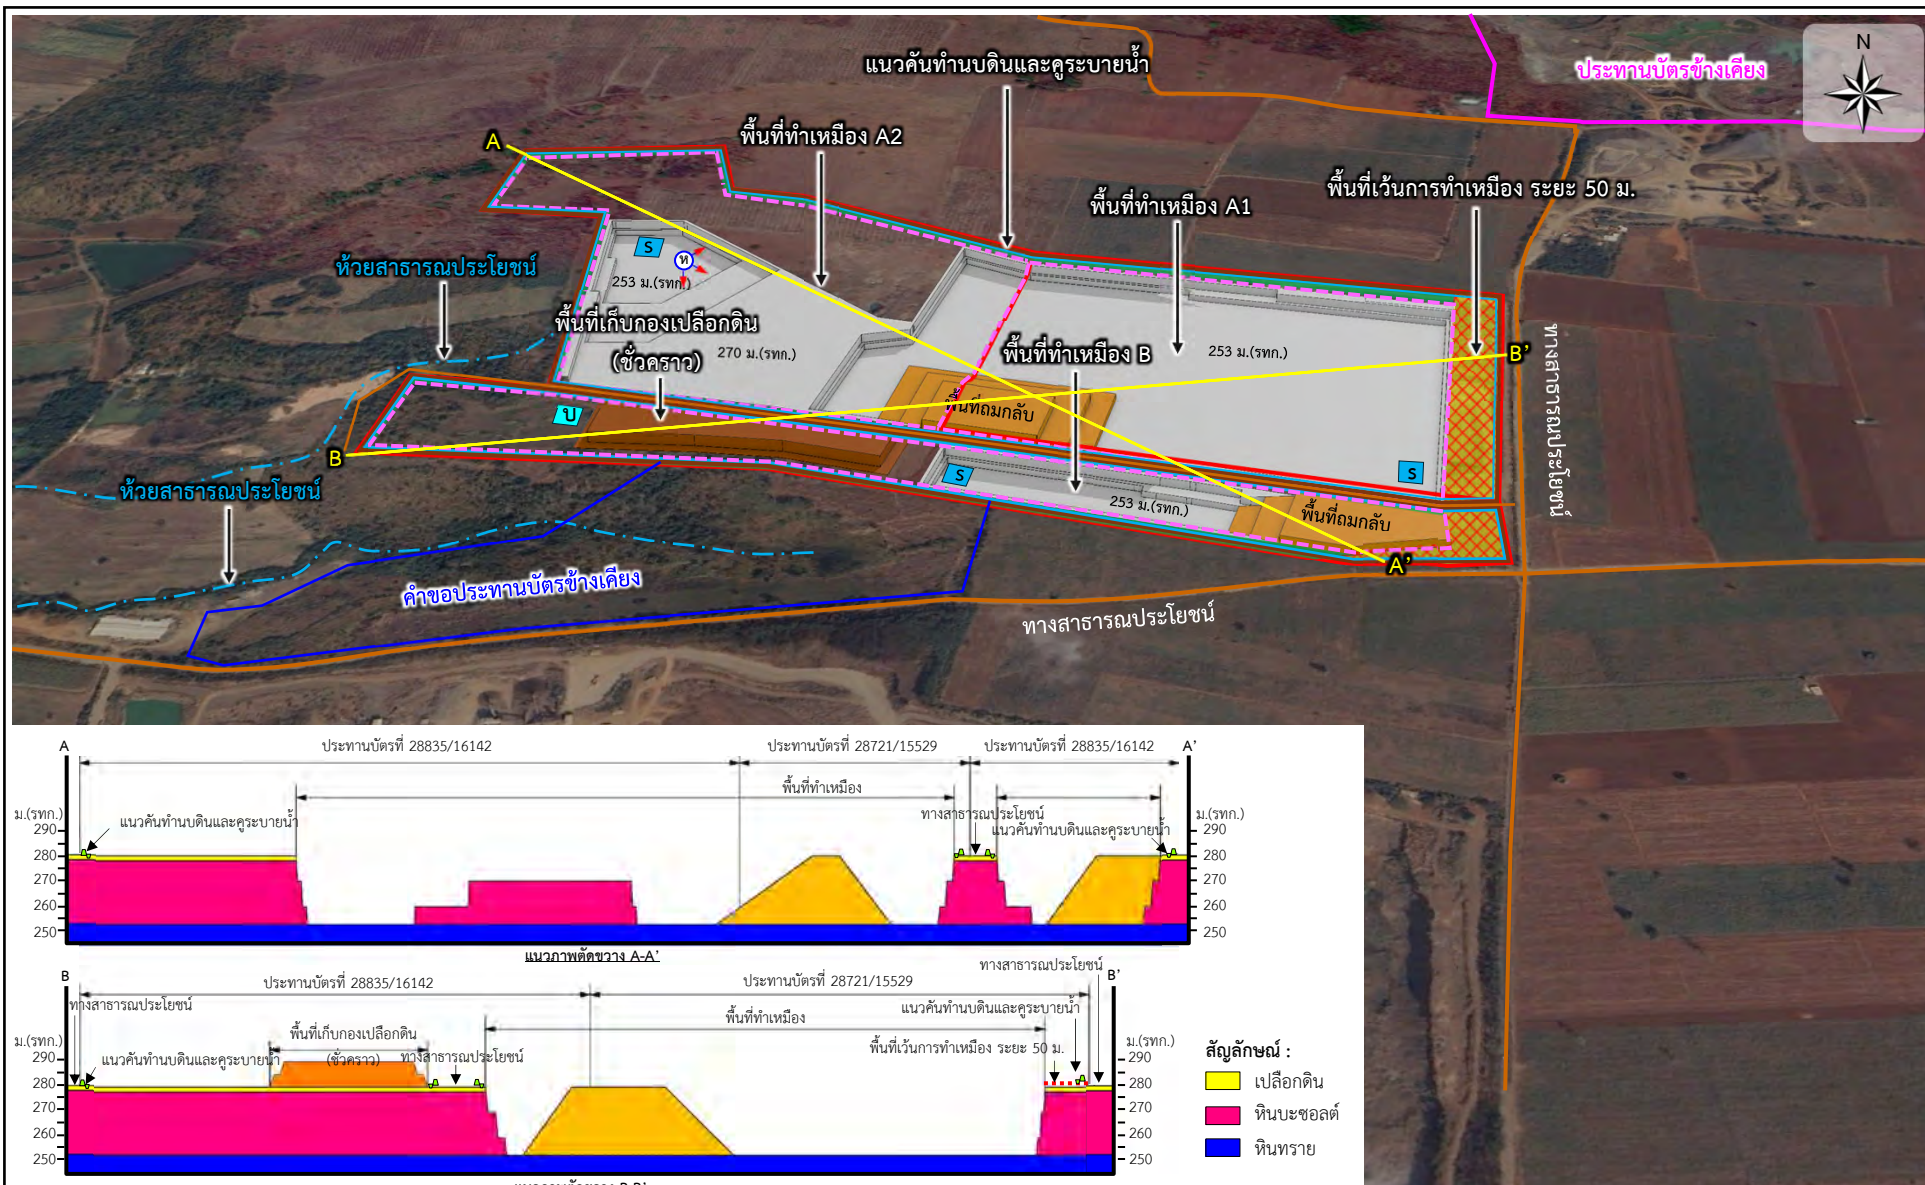 N
ประทานบัตรข้างเคียง
แนวคันทำนบดินและคูระบายน้ำ
พื้นที่ทำเหมือง A2
A
พื้นที่ทำเหมือง A1
พื้นที่เว้นการทำเหมือง ระยะ 50 ม.
ห้วยสาธารณประโยชน์
S
ห
253 ม.(รทก.)
พื้นที่เก็บกองเปลือกดิน
(ชั่วคราว)
270 ม.(รทก.)
พื้นที่ทำเหมือง B
253 ม.(รทก.)
B'
ทางสาธารณประโยชน์
พื้นที่ถมกลับ
บ
B
S
S
ห้วยสาธารณประโยชน์
253 ม.(รทก.)
พื้นที่ถมกลับ
A'
คำขอประทานบัตรข้างเคียง
ทางสาธารณประโยชน์
A
ประทานบัตรที่ 28835/16142
ประทานบัตรที่ 28721/15529
ประทานบัตรที่ 28835/16142
A'
พื้นที่ทำเหมือง
ม.(รทก.)
แนวคันทำนบดินและคูระบายน้ำ
ทางสาธารณประโยชน์
แนวคันทำนบดินและคูระบายน้ำ
ม.(รทก.)
290
280
270
260
250
290
280
270
260
250
แนวภาพตัดขวาง A-A'
B
ประทานบัตรที่ 28835/16142
ประทานบัตรที่ 28721/15529
ทางสาธารณประโยชน์
B'
ทางสาธารณประโยชน์
แนวคันทำนบดินและคูระบายน้ำ
พื้นที่ทำเหมือง
พื้นที่เก็บกองเปลือกดิน
(ชั่วคราว)
ม.(รทก.)
แนวคันทำนบดินและคูระบายน้ำ
ทางสาธารณประโยชน์
พื้นที่เว้นการทำเหมือง ระยะ 50 ม.
ม.(รทก.)
290
280
270
260
250
290
280
270
260
250
สัญลักษณ์ :
เปลือกดิน
หินบะซอลต์
หินทราย